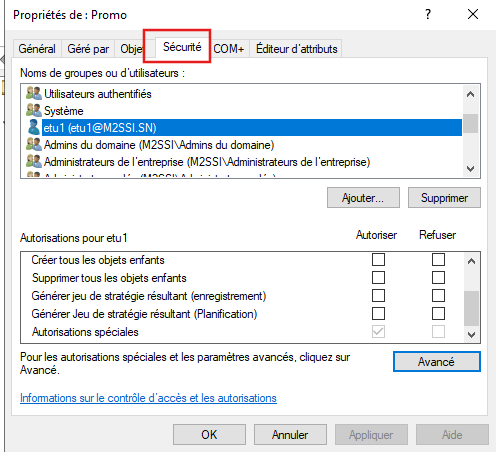 Propriétés de : Promo
Général Géré par Objet Sécurité COM+ Éditeur d'attributs
Noms de groupes ou d'utilisateurs :
Utilisateurs authentifiés
Système
etu1 (etu1@M2SSI.SN)
Admins du domaine (M2SSI\Admins du domaine)
Administrateurs de l'entreprise (M2SSI\Administrateurs de l'entreprise)
Ajouter... Supprimer
Autorisations pour etu1 Autoriser Refuser
Créer tous les objets enfants
Supprimer tous les objets enfants
Générer jeu de stratégie résultant (enregistrement)
Générer Jeu de stratégie résultant (Planification)
Autorisations spéciales
Pour les autorisations spéciales et les paramètres avancés, cliquez sur
Avancé. Avancé
Informations sur le contrôle d'accès et les autorisations
OK Annuler Appliquer Aide